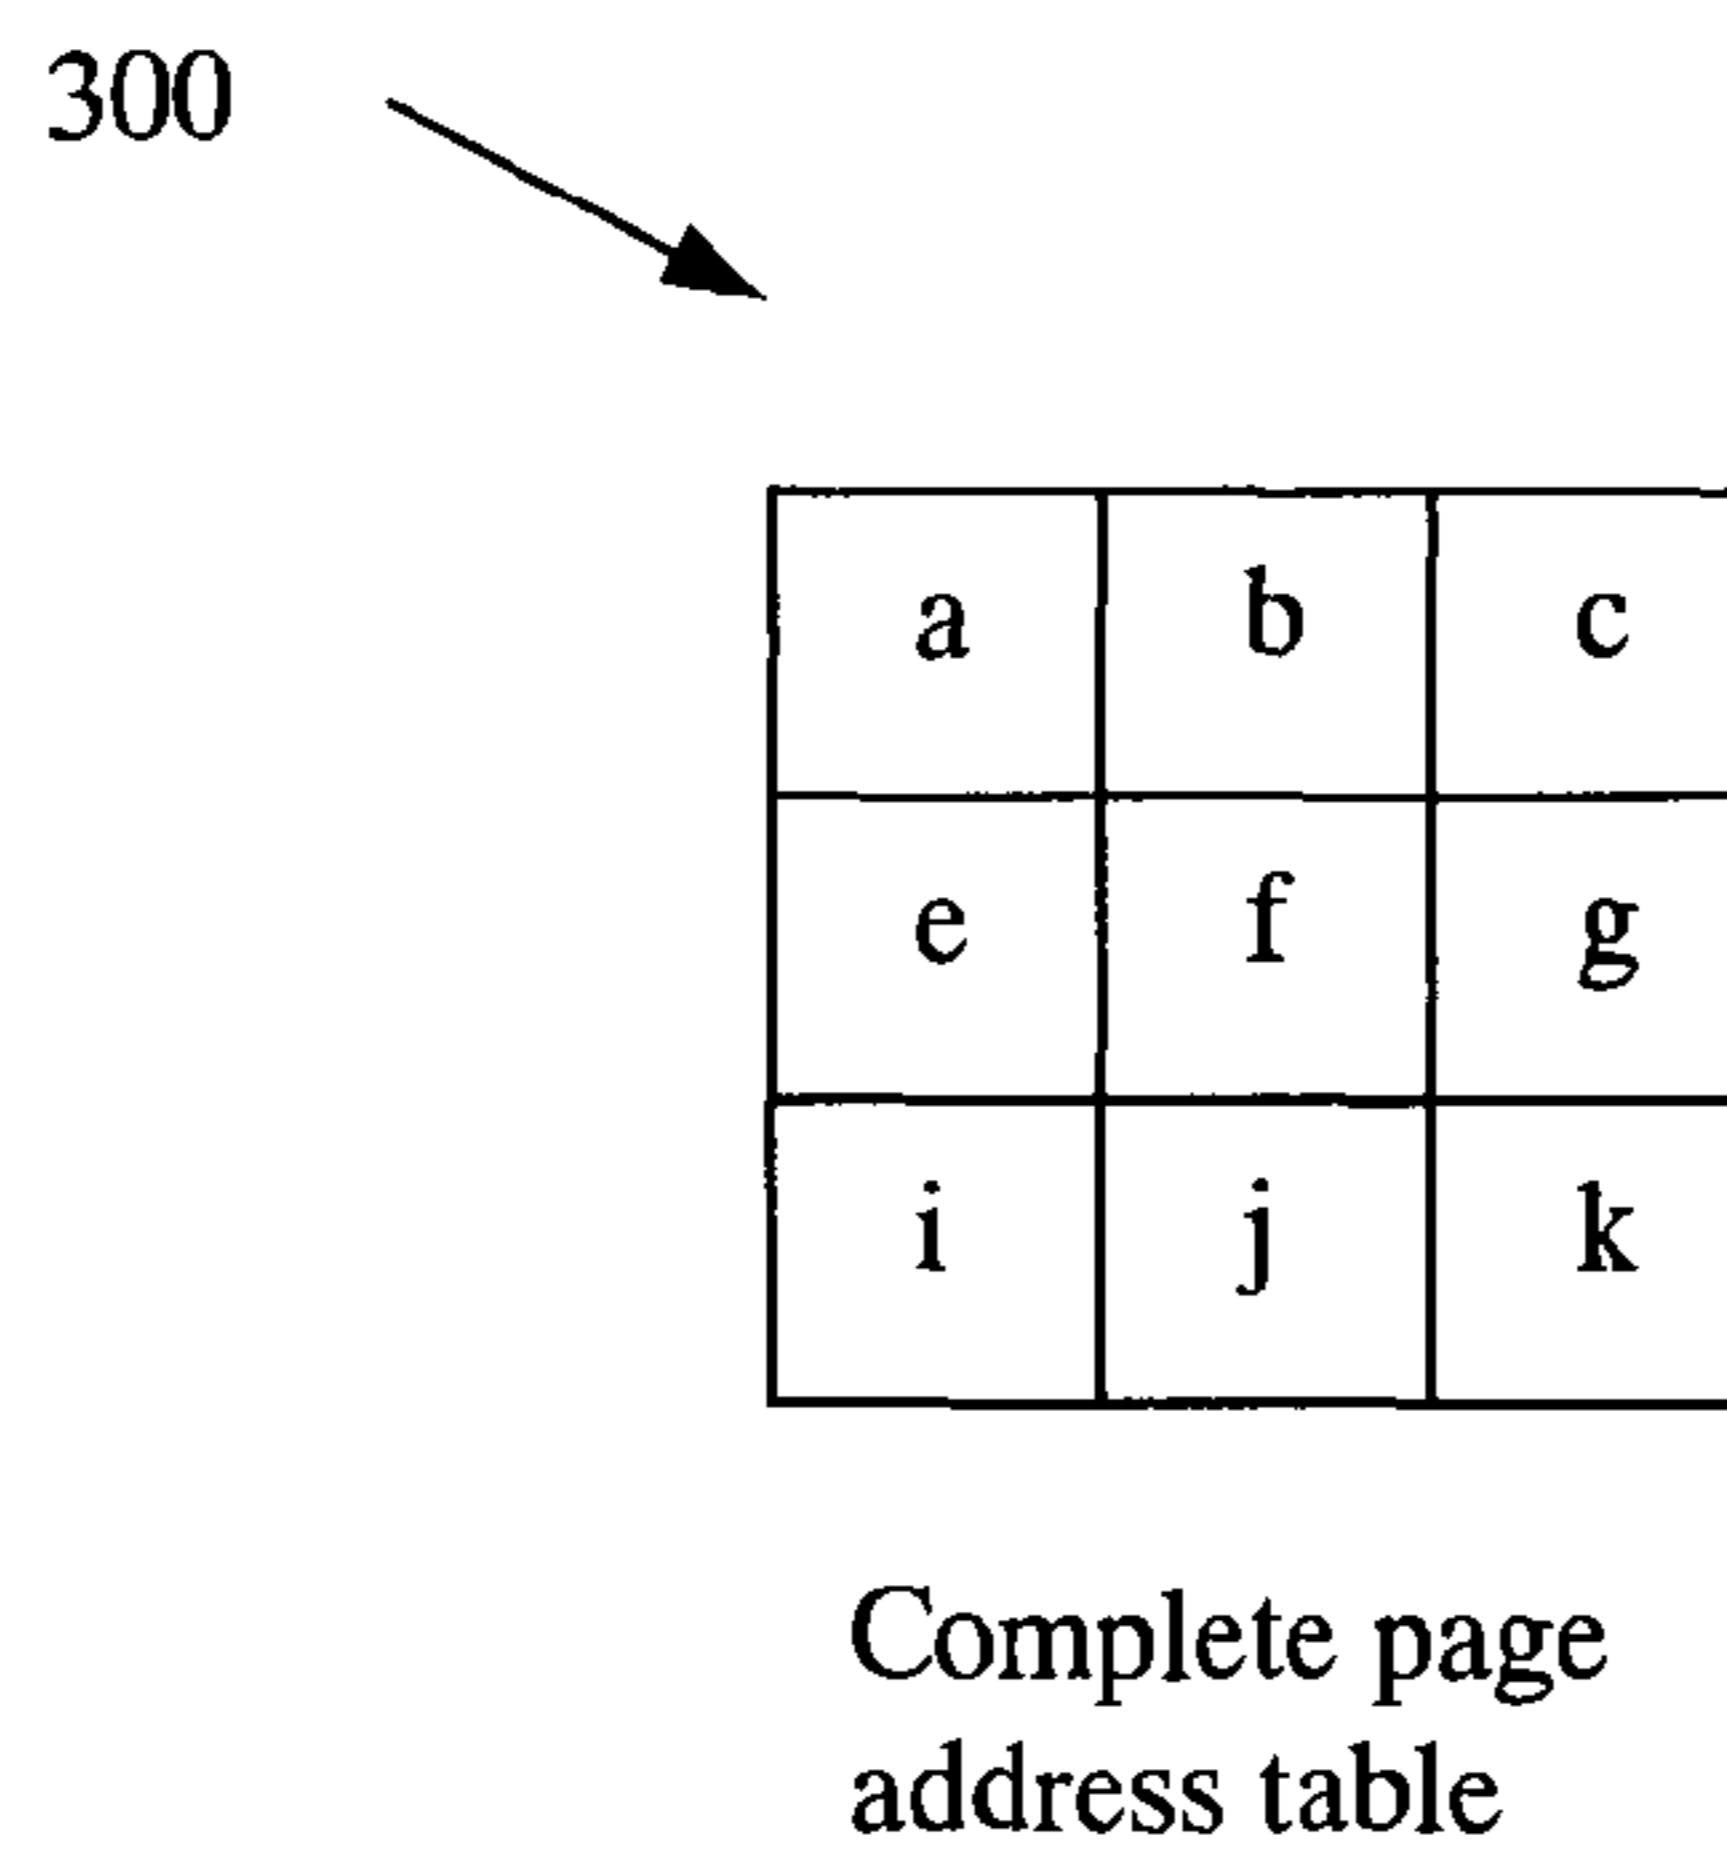 300
a b c
e f g
i j k
Complete page
address table